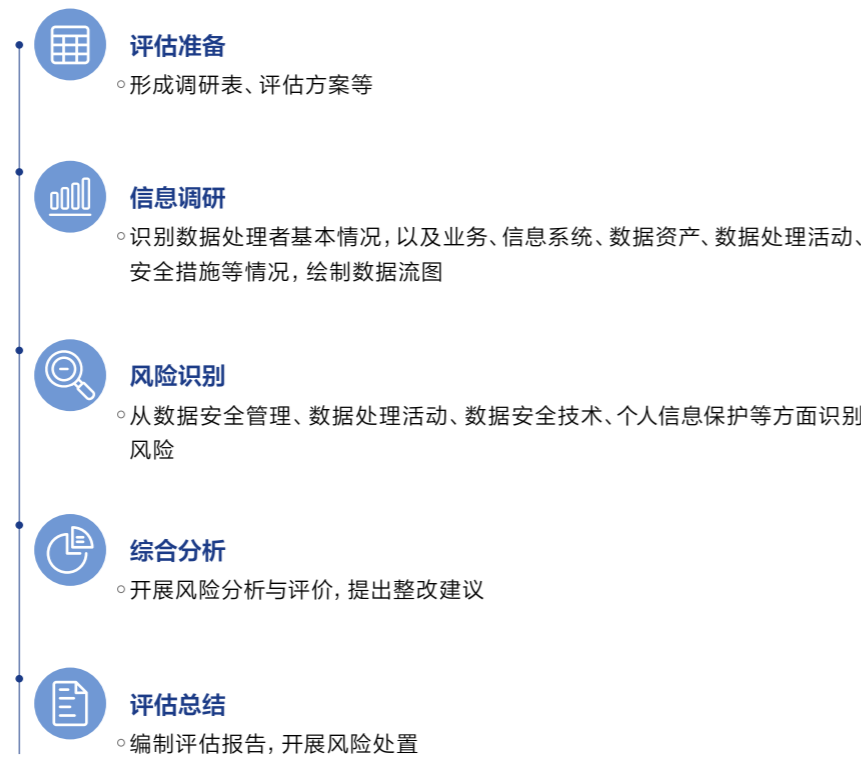 评估准备
◦形成调研表、评估方案等
信息调研
◦识别数据处理者基本情况，以及业务、信息系统、数据资产、数据处理活动、
安全措施等情况，绘制数据流图
风险识别
◦从数据安全管理、数据处理活动、数据安全技术、个人信息保护等方面识别
风险
综合分析
◦开展风险分析与评价，提出整改建议
评估总结
◦编制评估报告，开展风险处置